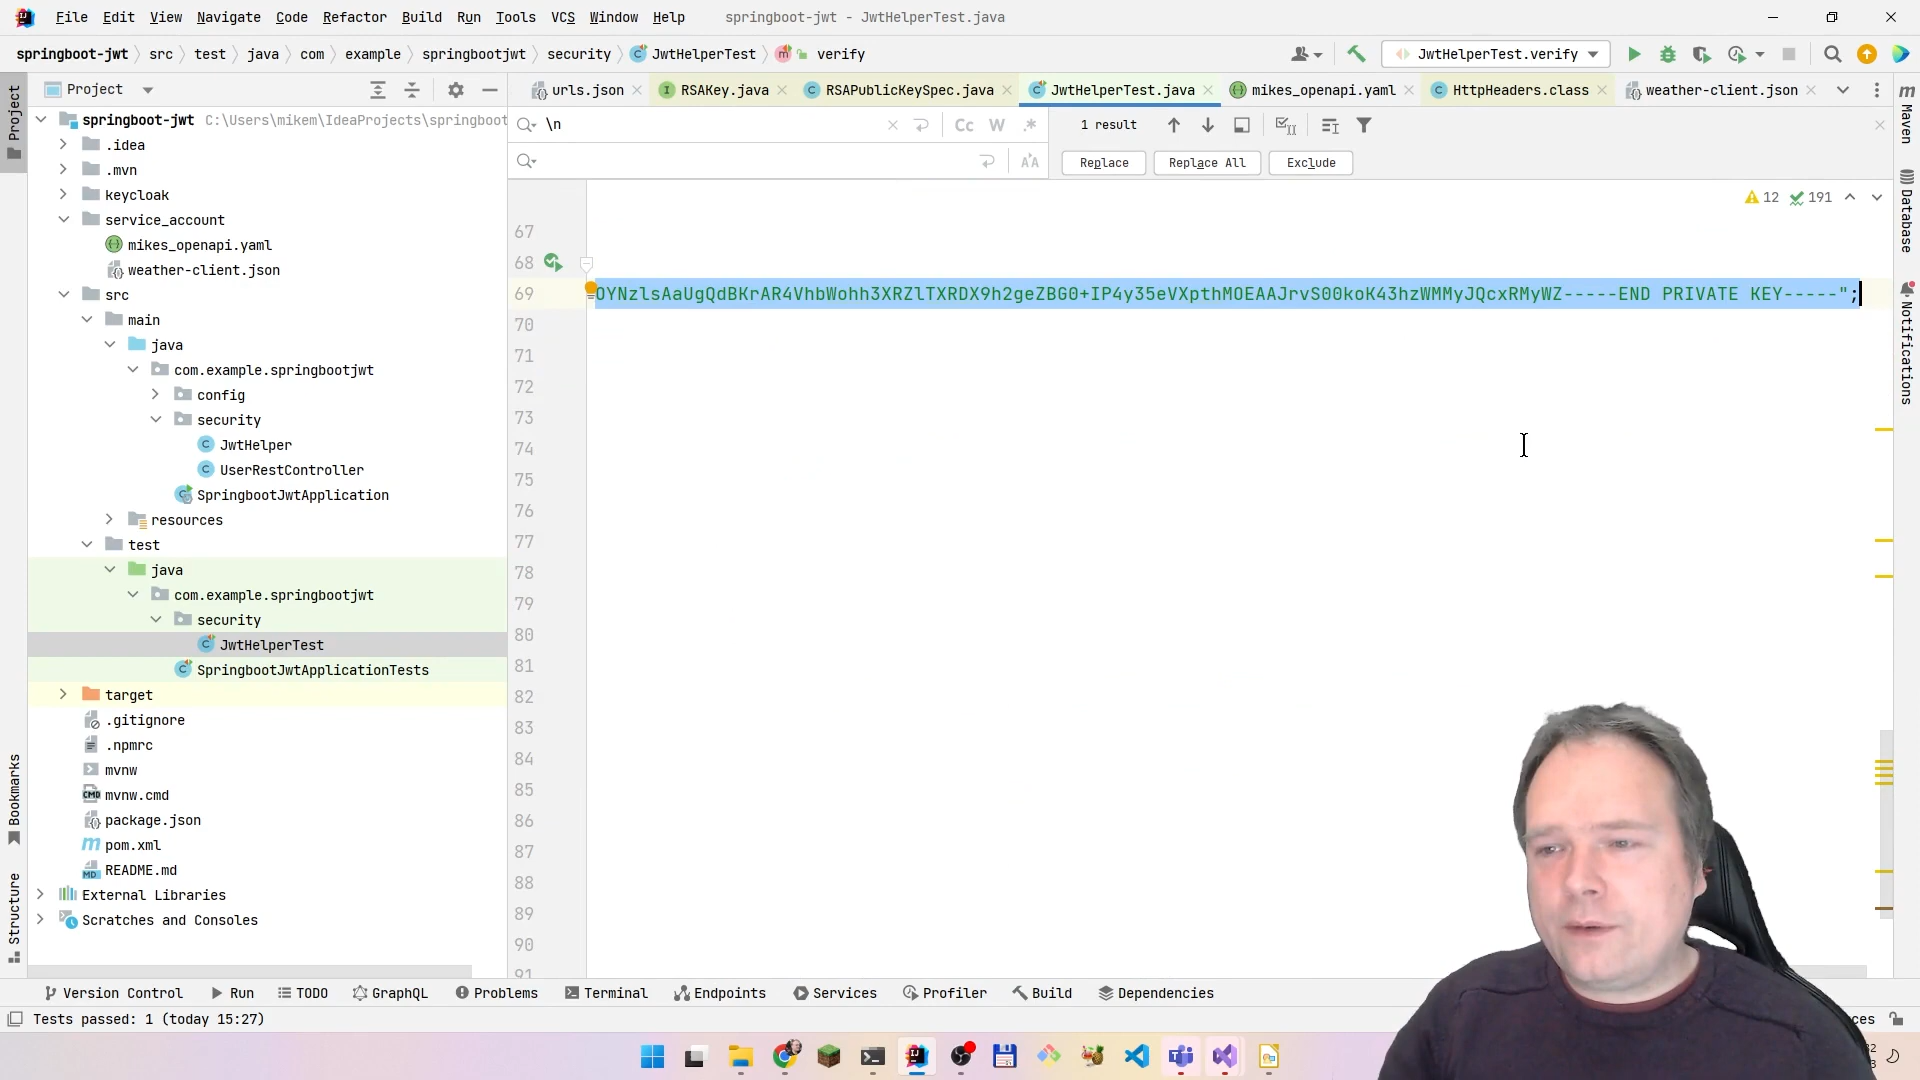 File Edit View Navigate Code Refactor Build Run Tools VCS Window Help springboot-jwt - JwtHelperTest.java
springboot-jwt src test java com example springbootjwt security JwtHelperTest verify JwtHelperTest.verify
Project urls.json RSAKey.java RSAPublicKeySpec.java JwtHelperTest.java mikes_openapi.yaml HttpHeaders.class weather-client.json
\n Cc W .* 1 result
Replace Replace All Exclude
12 191
Project
Bookmarks
Structure
springboot-jwt C:\Users\mikem\IdeaProjects\springboot
.idea
.mvn
keycloak
service_account
mikes_openapi.yaml
weather-client.json
src
main
java
com.example.springbootjwt
config
security
JwtHelper
UserRestController
SpringbootJwtApplication
resources
test
java
com.example.springbootjwt
security
JwtHelperTest
SpringbootJwtApplicationTests
target
.gitignore
.npmrc
mvnw
mvnw.cmd
package.json
pom.xml
README.md
External Libraries
Scratches and Consoles
67
68
69 OYNzlsAaUgQdBKrAR4VhbWohh3XRZlTXRDX9h2geZBG0+IP4y35eVXpthMOEAAJrvS00koK43hzWMMyJQcxRMyWZ-----END PRIVATE KEY-----";
70
71
72
73
74
75
76
77
78
79
80
81
82
83
84
85
86
87
88
89
90
91
Maven
Database
Notifications
Version Control Run TODO GraphQL Problems Terminal Endpoints Services Profiler Build Dependencies
Tests passed: 1 (today 15:27)